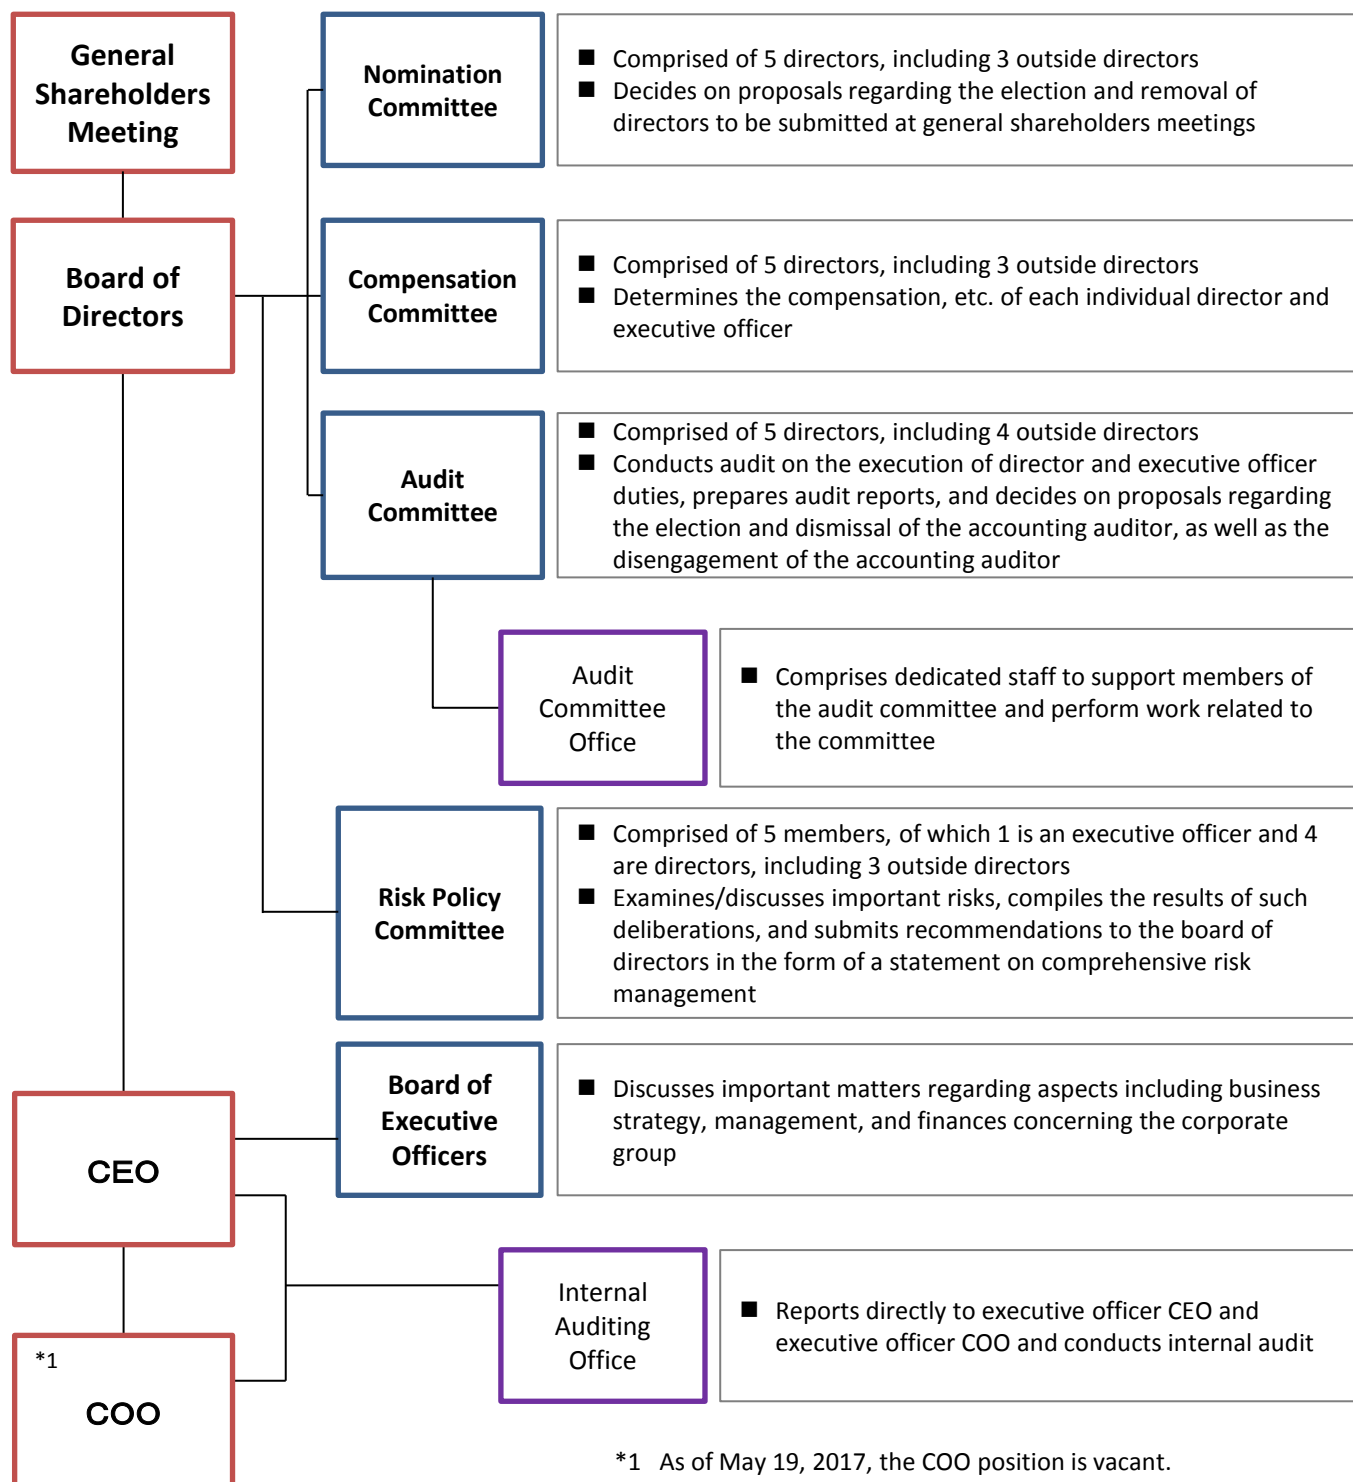 General
Shareholders
Meeting
Nomination
Committee
■ Comprised of 5 directors, including 3 outside directors
■ Decides on proposals regarding the election and removal of
directors to be submitted at general shareholders meetings
Board of
Directors
Compensation
Committee
■ Comprised of 5 directors, including 3 outside directors
■ Determines the compensation, etc. of each individual director and
executive officer
Audit
Committee
■ Comprised of 5 directors, including 4 outside directors
■ Conducts audit on the execution of director and executive officer
duties, prepares audit reports, and decides on proposals regarding
the election and dismissal of the accounting auditor, as well as the
disengagement of the accounting auditor
Audit
Committee
Office
■ Comprises dedicated staff to support members of
the audit committee and perform work related to
the committee
Risk Policy
Committee
■ Comprised of 5 members, of which 1 is an executive officer and 4
are directors, including 3 outside directors
■ Examines/discusses important risks, compiles the results of such
deliberations, and submits recommendations to the board of
directors in the form of a statement on comprehensive risk
management
CEO
Board of
Executive
Officers
■ Discusses important matters regarding aspects including business
strategy, management, and finances concerning the corporate
group
Internal
Auditing
Office
■ Reports directly to executive officer CEO and
executive officer COO and conducts internal audit
*1
COO
*1 As of May 19, 2017, the COO position is vacant.